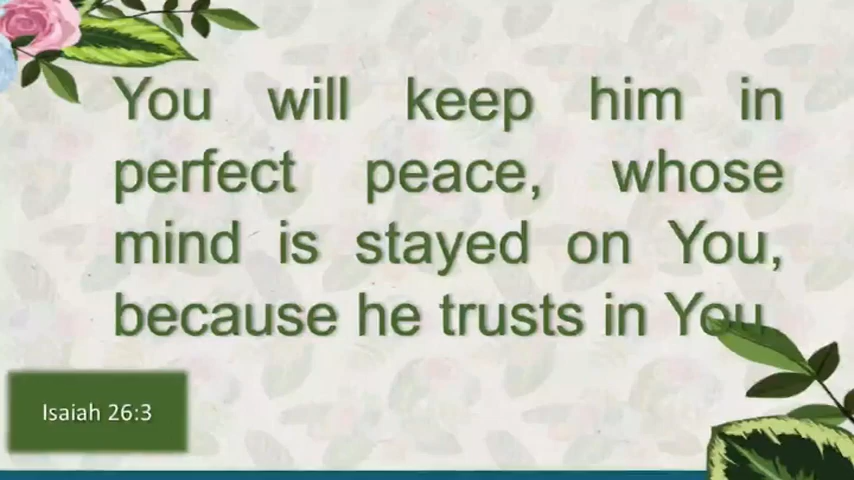 You will keep him in
perfect peace, whose
mind is stayed on You,
because he trusts in You
Isaiah 26:3